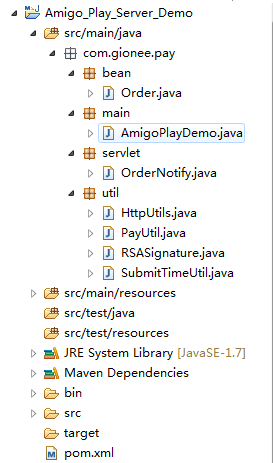 Amigo_Play_Server_Demo
src/main/java
com.gionee.pay
bean
Order.java
main
AmigoPlayDemo.java
servlet
OrderNotify.java
util
HttpUtils.java
PayUtil.java
RSASignature.java
SubmitTimeUtil.java
src/main/resources
src/test/java
src/test/resources
JRE System Library [JavaSE-1.7]
Maven Dependencies
bin
src
target
pom.xml